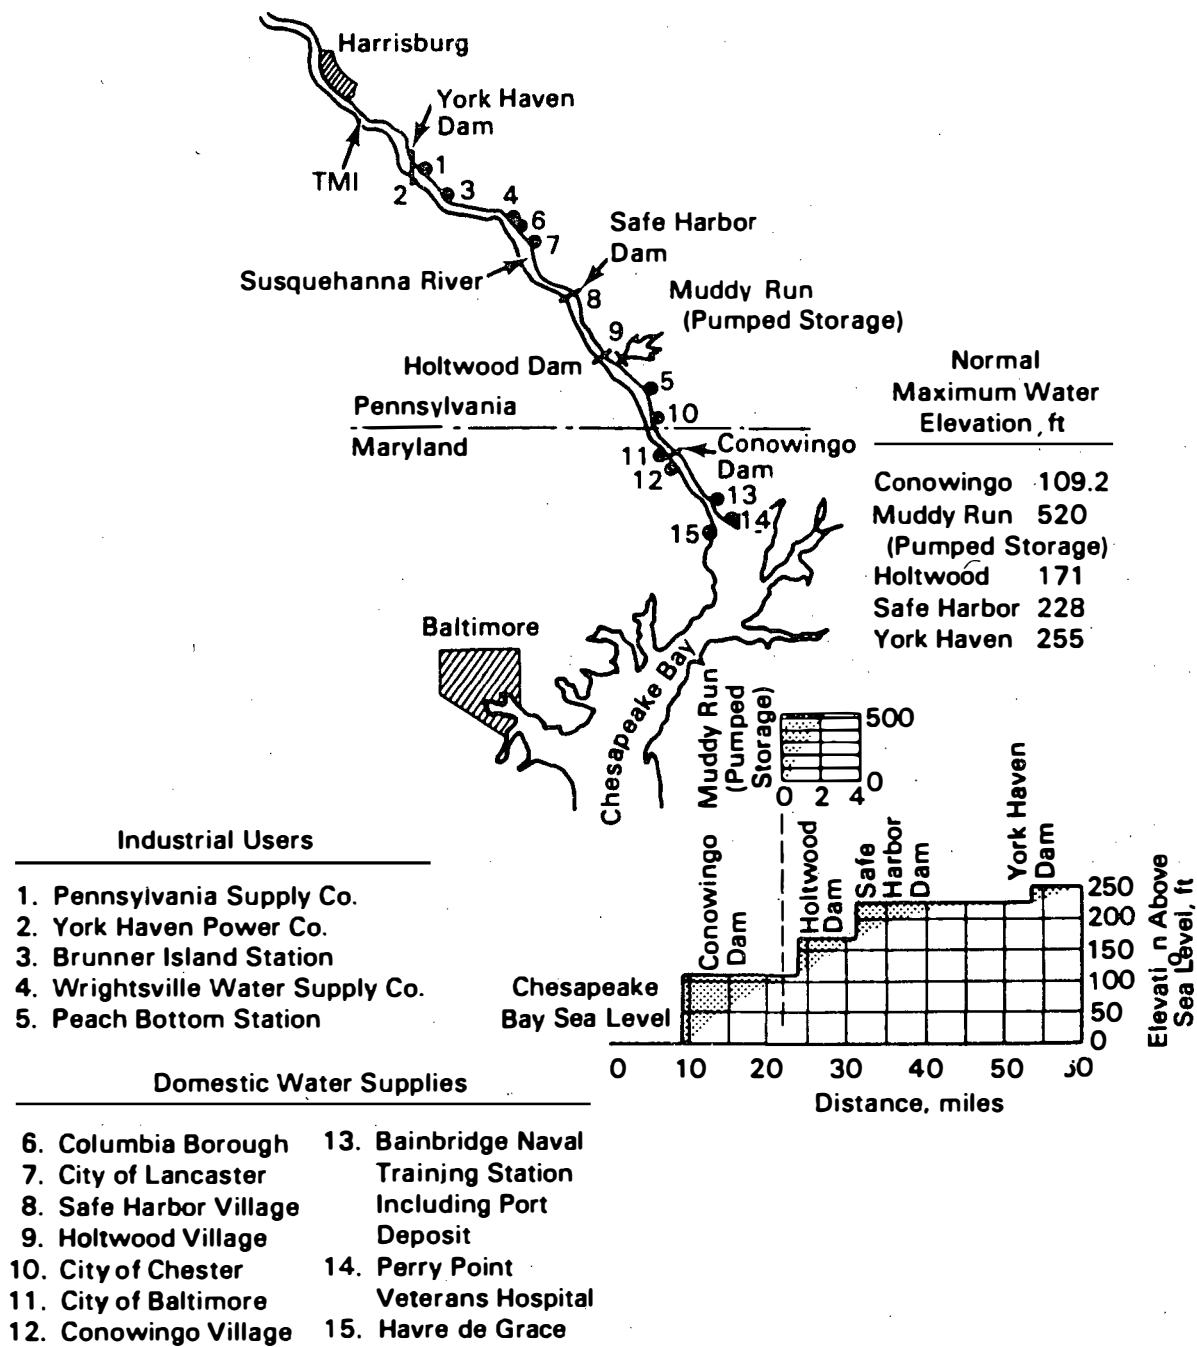 Harrisburg
York Haven
Dam
TMI
1
2
3
4
6
7
Safe Harbor
Dam
Susquehanna River
8
Muddy Run
(Pumped Storage)
9
Holtwood Dam
5
Pennsylvania
10
Maryland
11
Conowingo
Dam
12
13
14
15
Normal
Maximum Water
Elevation, ft
Conowingo 109.2
Muddy Run 520
(Pumped Storage)
Holtwood 171
Safe Harbor 228
York Haven 255
Baltimore
Chesapeake Bay
Muddy Run
(Pumped
Storage)
500
0
0 2 4
Conowingo
Dam
Holtwood
Dam
Safe
Harbor
Dam
York Haven
Dam
250
200
150
100
50
0
Elevation Above
Sea Level, ft
Chesapeake
Bay Sea Level
0 10 20 30 40 50
Distance, miles
Industrial Users
1. Pennsylvania Supply Co.
2. York Haven Power Co.
3. Brunner Island Station
4. Wrightsville Water Supply Co.
5. Peach Bottom Station
Domestic Water Supplies
6. Columbia Borough
7. City of Lancaster
8. Safe Harbor Village
9. Holtwood Village
10. City of Chester
11. City of Baltimore
12. Conowingo Village
13. Bainbridge Naval
Training Station
Including Port
Deposit
14. Perry Point
Veterans Hospital
15. Havre de Grace